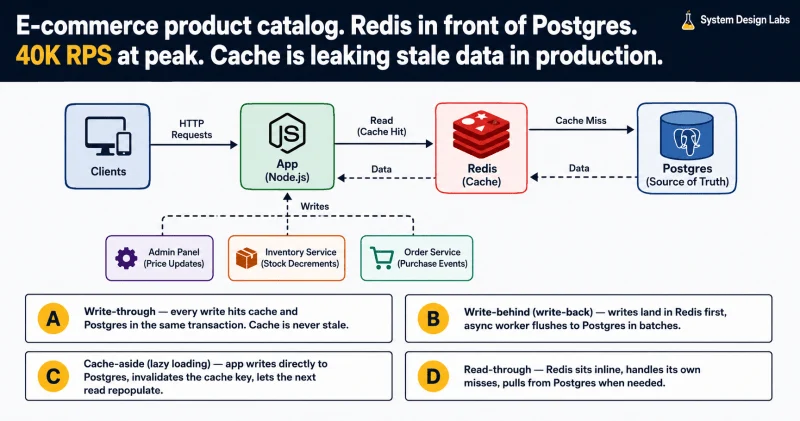 E-commerce product catalog. Redis in front of Postgres.
System Design Labs
40K RPS at peak. Cache is leaking stale data in production.
HTTP
Requests
Read
(Cache Hit)
Cache Miss
Clients
JS
App
(Node.js)
Data
Redis
(Cache)
Data
Postgres
(Source of Truth)
Writes
Admin Panel
(Price Updates)
Inventory Service
(Stock Decrements)
Order Service
(Purchase Events)
A
Write-through — every write hits cache and
Postgres in the same transaction. Cache is never stale.
B
Write-behind (write-back) — writes land in Redis first,
async worker flushes to Postgres in batches.
C
Cache-aside (lazy loading) — app writes directly to
Postgres, invalidates the cache key, lets the next
read repopulate.
D
Read-through — Redis sits inline, handles its own
misses, pulls from Postgres when needed.